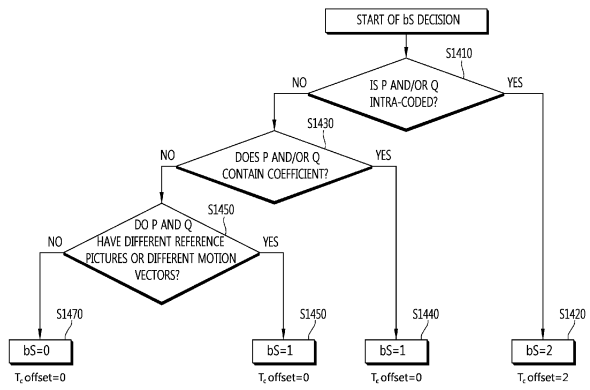 START OF bS DECISION
S1410
IS P AND/OR Q
INTRA-CODED?
NO
YES
S1430
DOES P AND/OR Q
CONTAIN COEFFICIENT?
NO
YES
S1450
DO P AND Q
HAVE DIFFERENT REFERENCE
PICTURES OR DIFFERENT MOTION
VECTORS?
NO
YES
S1470
bS=0
Tc offset=0
S1450
bS=1
Tc offset=0
S1440
bS=1
Tc offset=0
S1420
bS=2
Tc offset=2